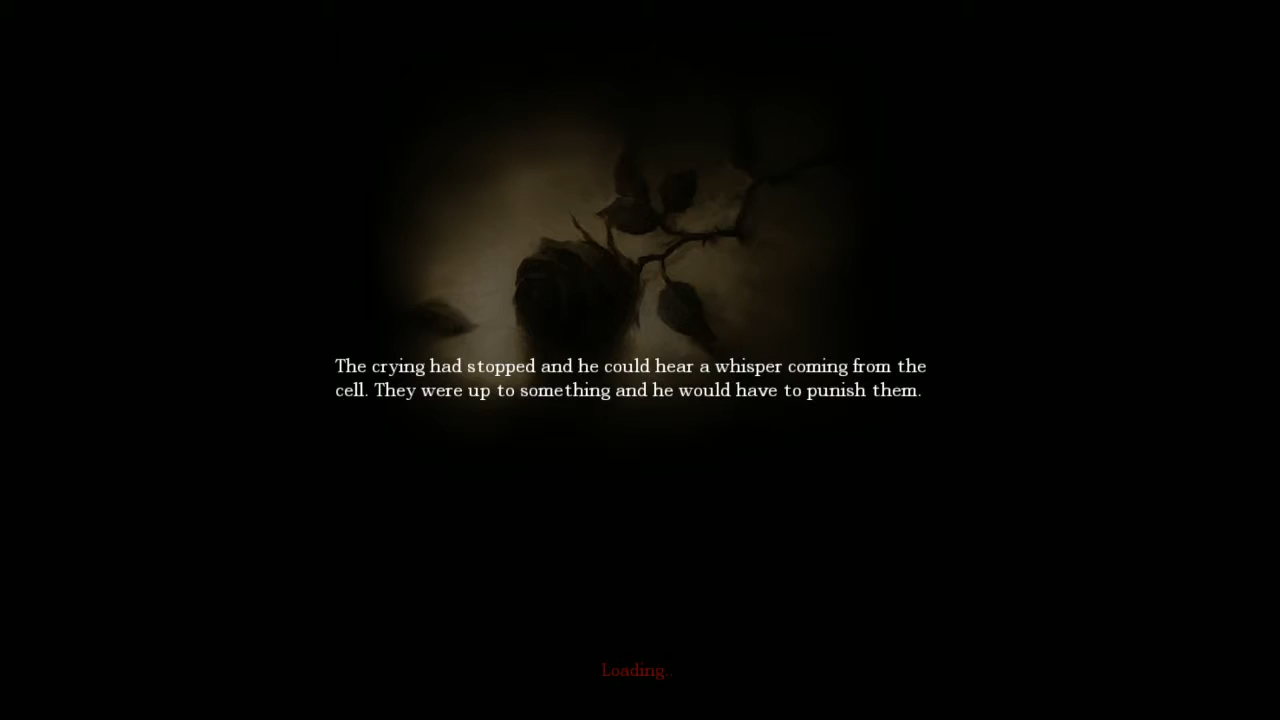 The crying had stopped and he could hear a whisper coming from the
cell. They were up to something and he would have to punish them.
Loading..